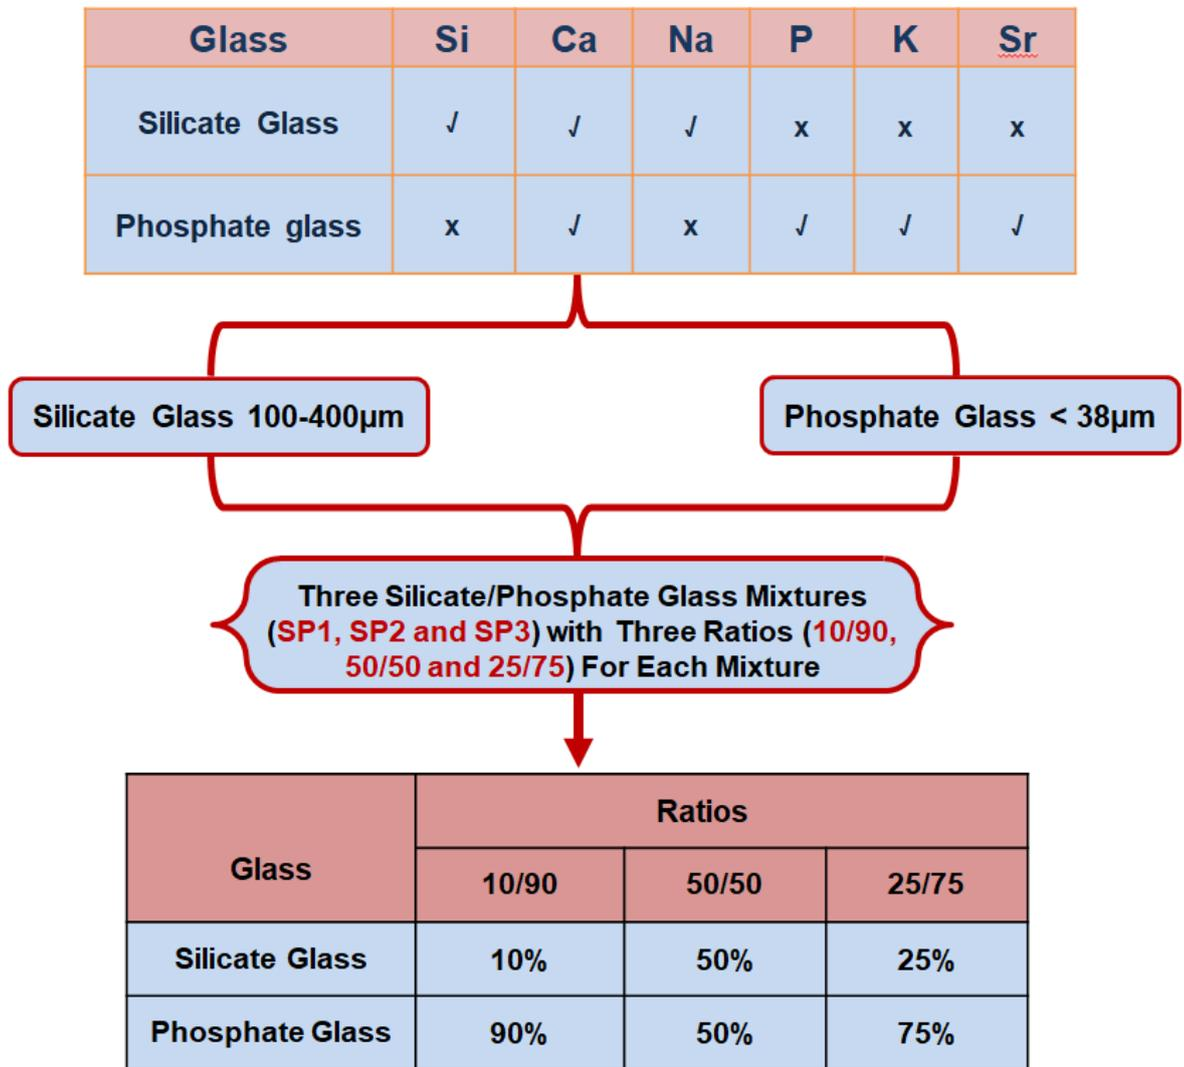 Glass Si Ca Na P K Sr
Silicate Glass √ √ √ x x x
Phosphate glass x √ x √ √ √
Silicate Glass 100-400µm
Phosphate Glass < 38µm
Three Silicate/Phosphate Glass Mixtures
(SP1, SP2 and SP3) with Three Ratios (10/90,
50/50 and 25/75) For Each Mixture
Ratios
Glass
10/90 50/50 25/75
Silicate Glass 10% 50% 25%
Phosphate Glass 90% 50% 75%